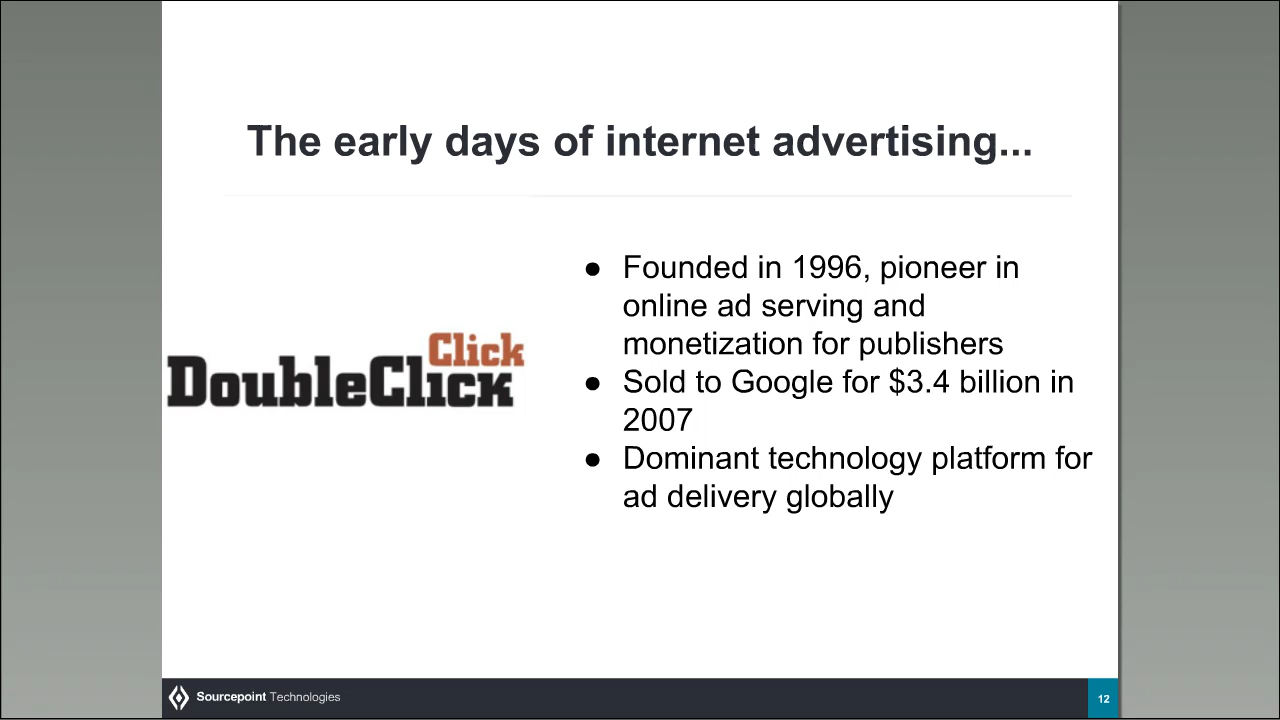 The early days of internet advertising...
Click
DoubleClick
● Founded in 1996, pioneer in
online ad serving and
monetization for publishers
● Sold to Google for $3.4 billion in
2007
● Dominant technology platform for
ad delivery globally
Sourcepoint Technologies
12